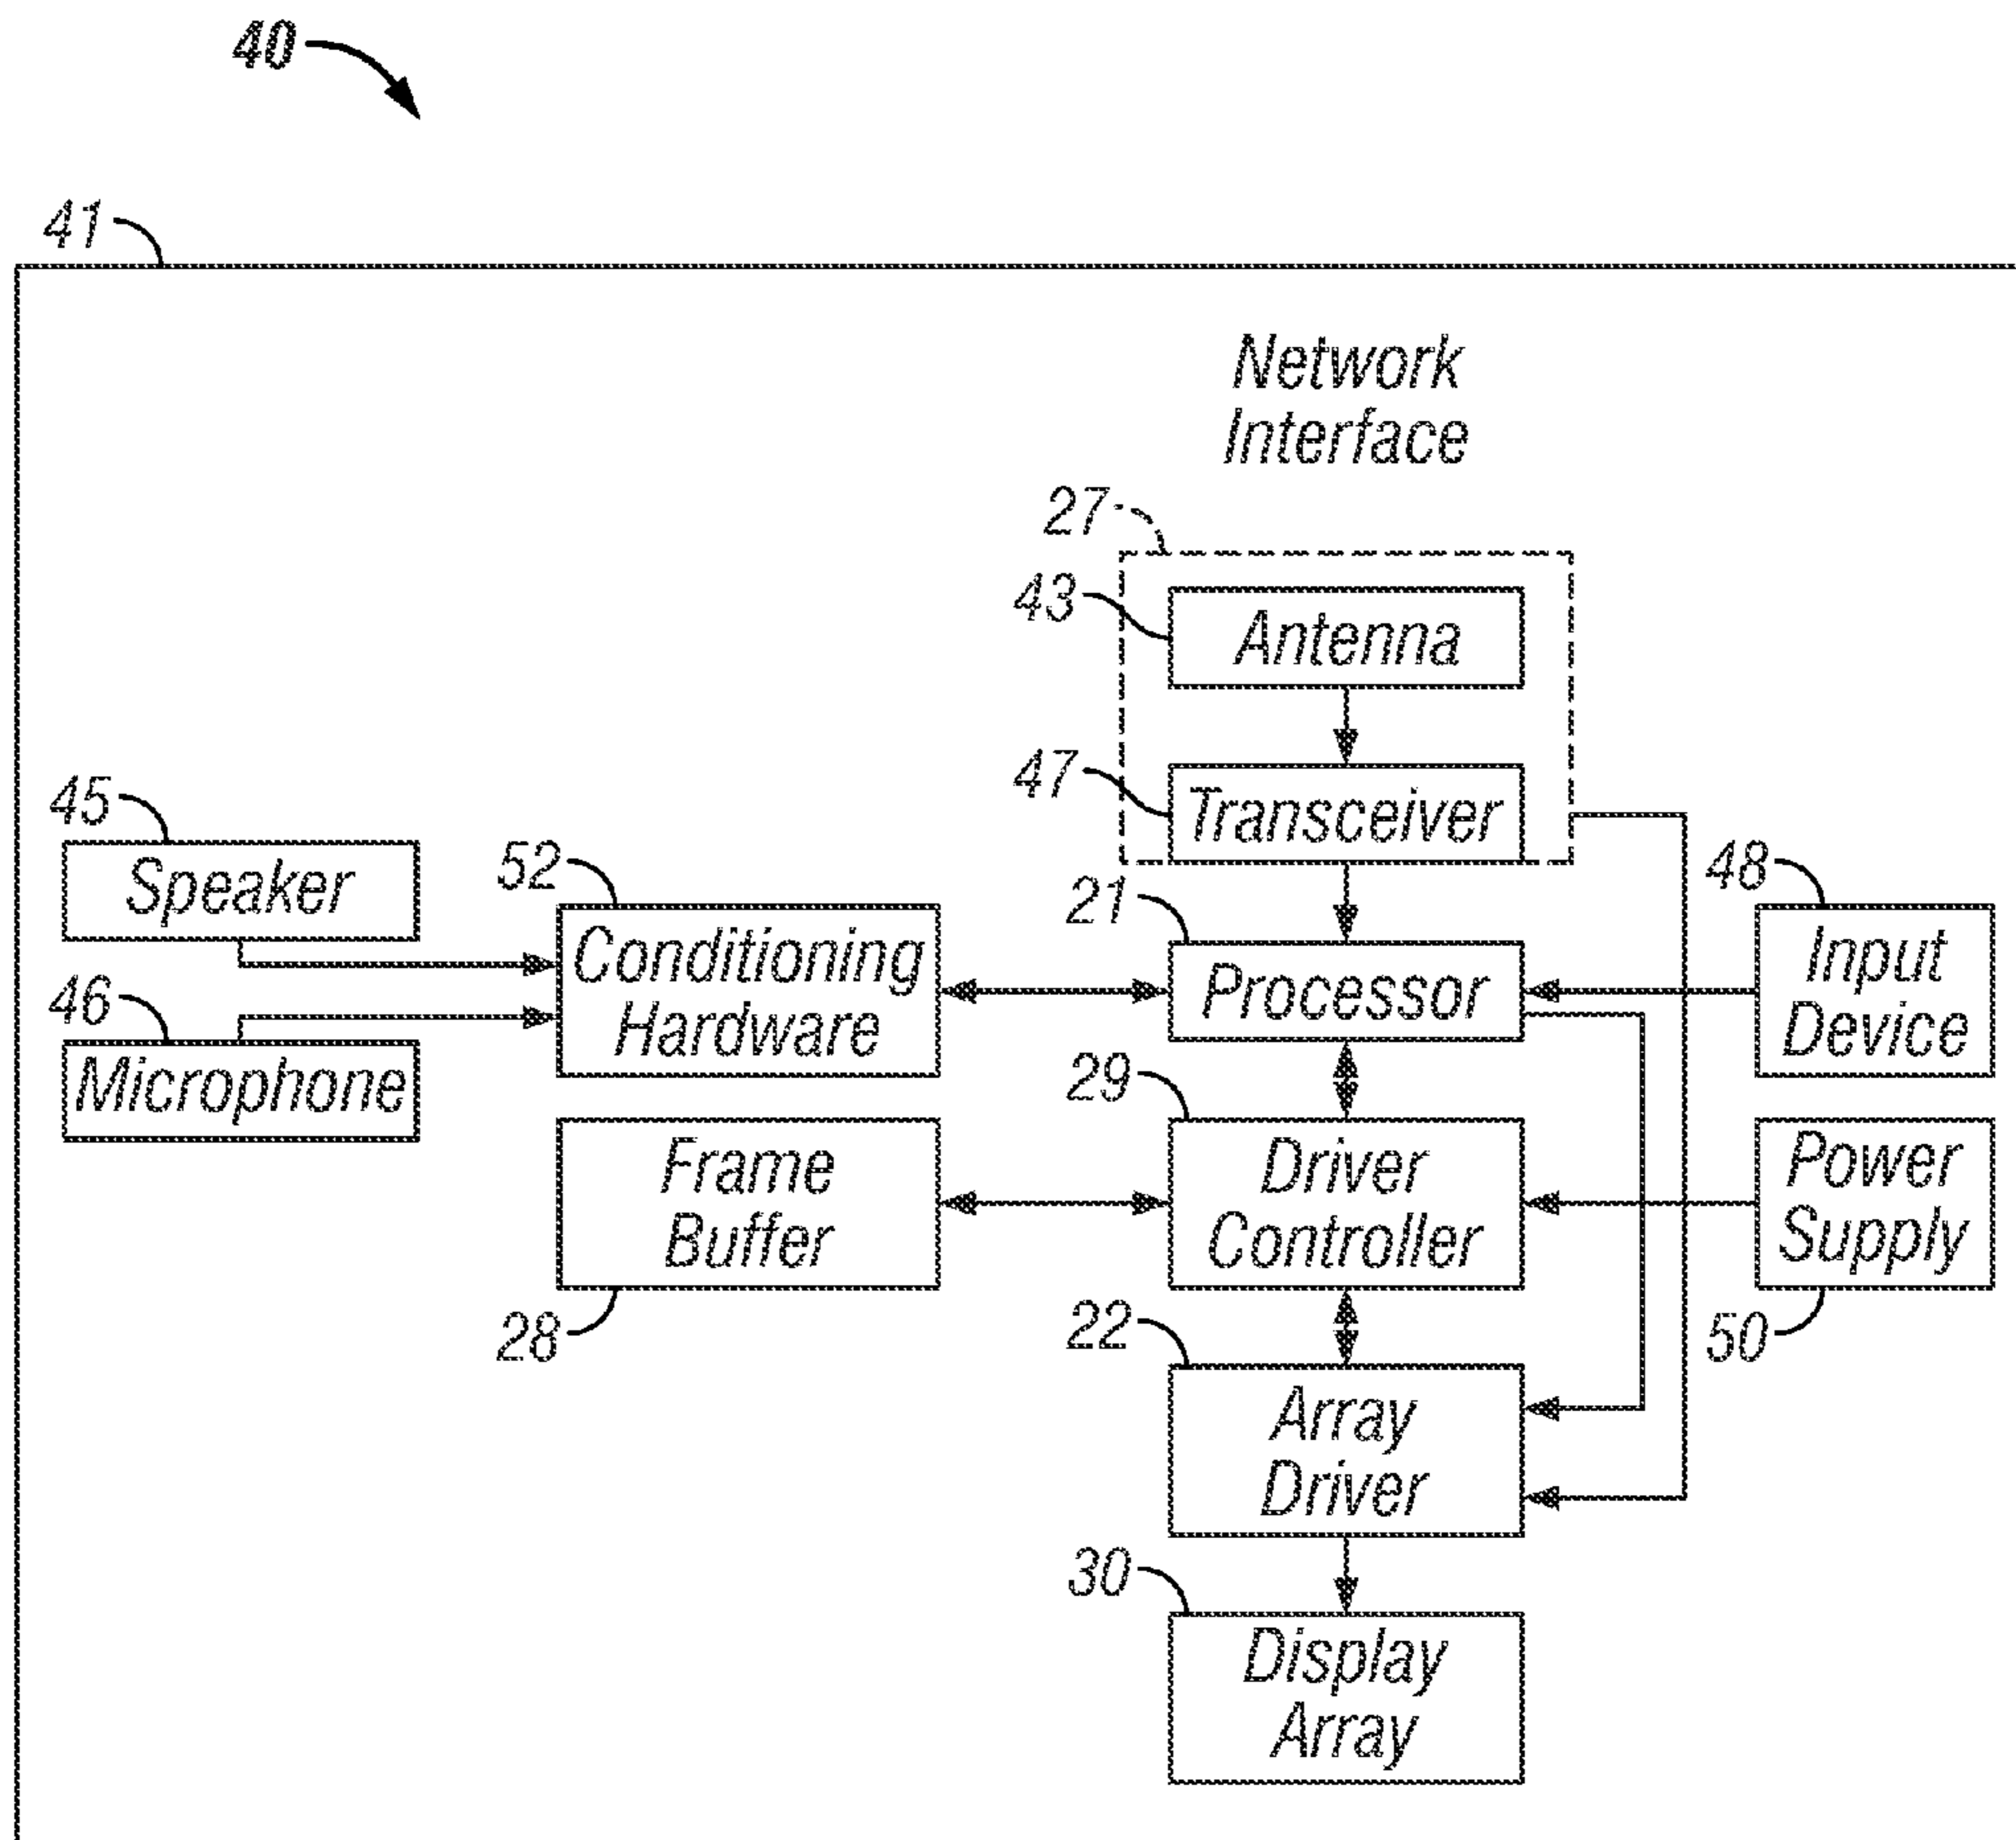 40
41
Network
Interface
27
43
Antenna
47
Transceiver
45
Speaker
52
Conditioning
Hardware
21
Processor
48
Input
Device
46
Microphone
29
Driver
Controller
Frame
Buffer
28
Power
Supply
50
22
Array
Driver
30
Display
Array